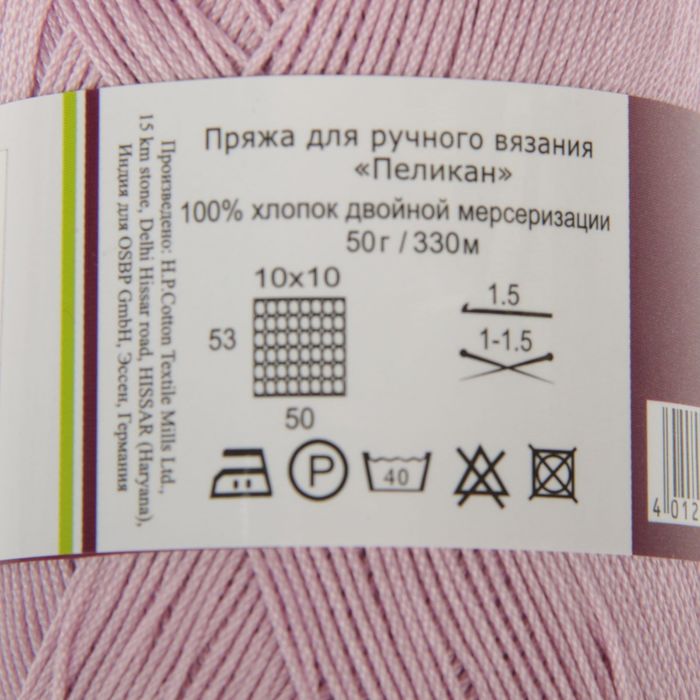 Пряжа для ручного вязания
«Пеликан»
100% хлопок двойной мерсеризации
50г / 330м
10x10
53
50
1.5
1-1.5
P
40
Произведено: H.P.Cotton Textile Mills Ltd.,
15 km stone, Delhi Hissar road, HISSAR (Haryana),
Индия для OSBP GmbH, Эссен, Германия
4 012